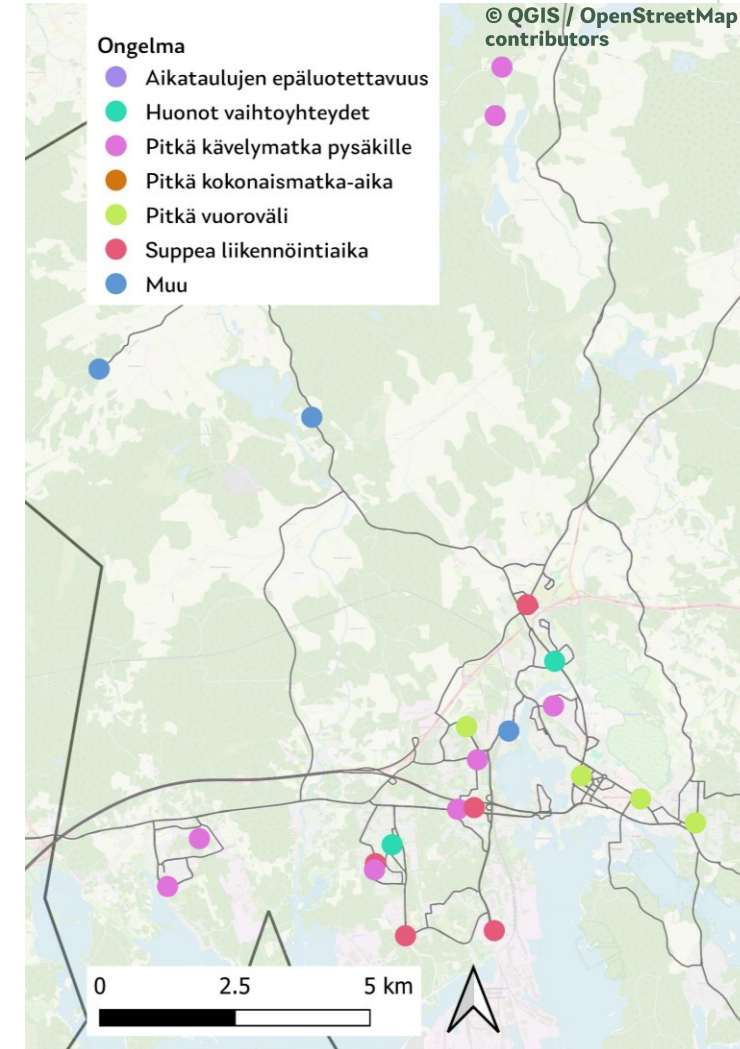 © QGIS / OpenStreetMap
contributors
Ongelma
Aikataulujen epäluotettavuus
Huonot vaihtoyhteydet
Pitkä kävelymatka pysäkille
Pitkä kokonaismatka-aika
Pitkä vuoroväli
Suppea liikennöintiaika
Muu
0 2.5 5 km